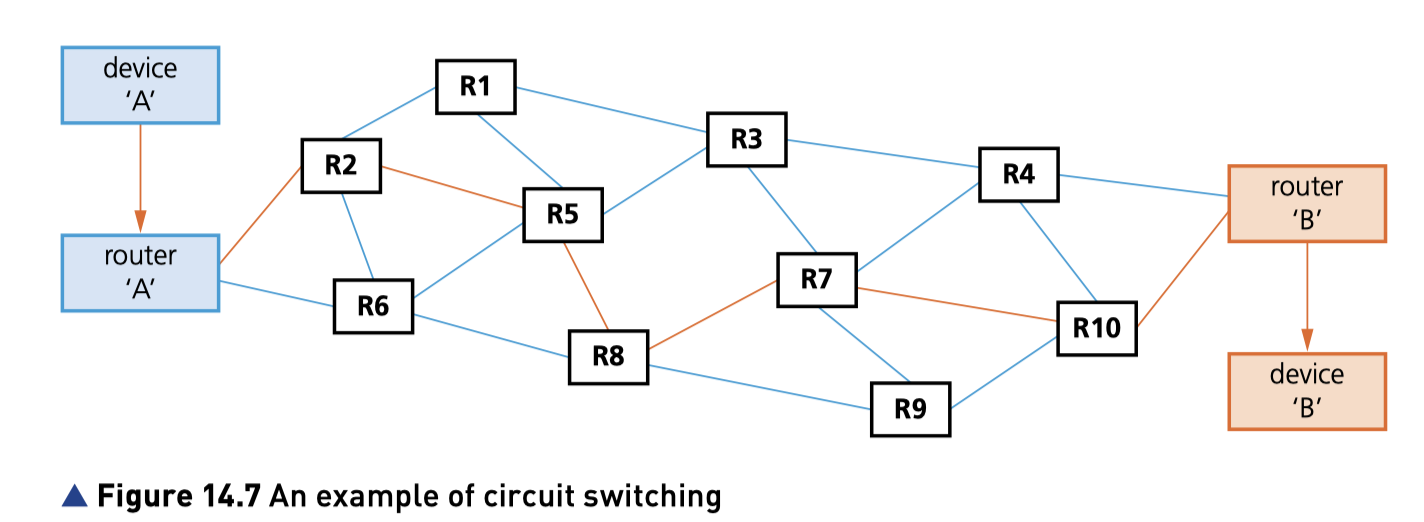 device
‘A’
router
‘A’
R1
R2
R3
R4
R5
R6
R7
R8
R9
R10
router
‘B’
device
‘B’
▲ Figure 14.7 An example of circuit switching